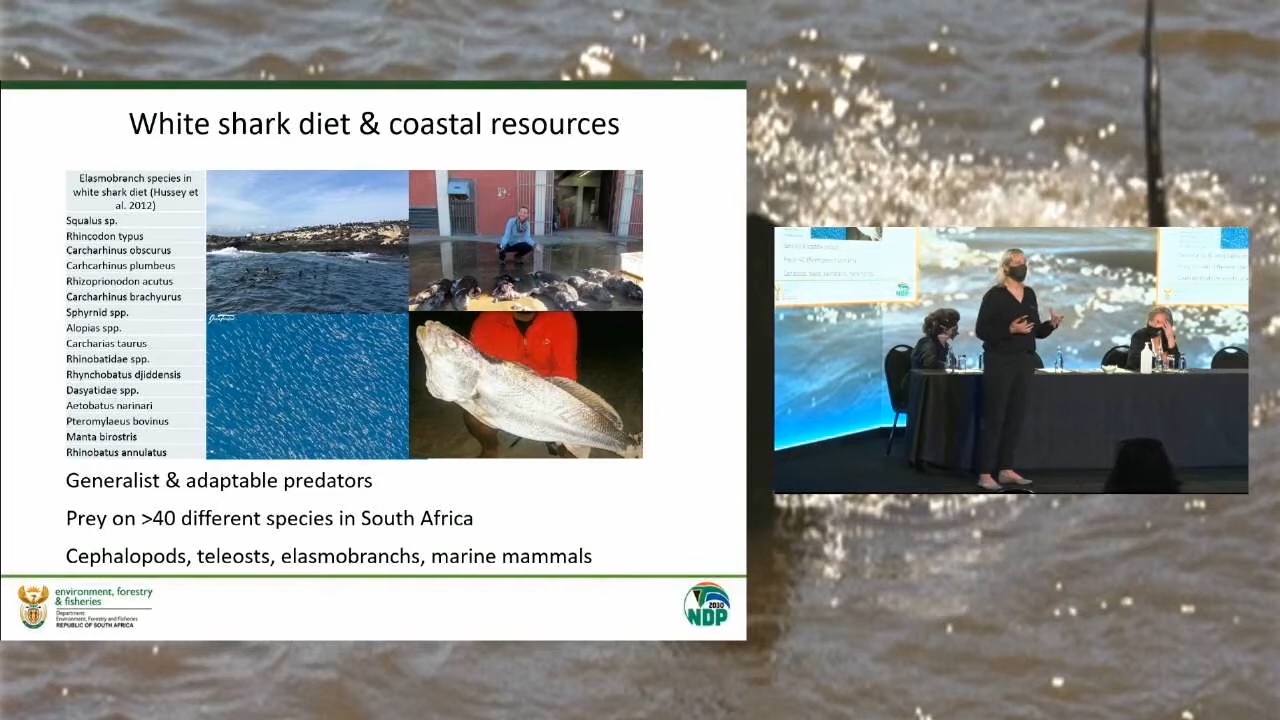 White shark diet & coastal resources
Elasmobranch species in
white shark diet (Hussey et
al. 2012)
Squalus sp.
Rhincodon typus
Carcharhinus obscurus
Carhcarhinus plumbeus
Rhizoprionodon acutus
Carcharhinus brachyurus
Sphyrnid spp.
Alopias spp.
Carcharias taurus
Rhinobatidae spp.
Rhynchobatus djiddensis
Dasyatidae spp.
Aetobatus narinari
Pteromylaeus bovinus
Manta birostris
Rhinobatus annulatus
Generalist & adaptable predators
Prey on >40 different species in South Africa
Cephalopods, teleosts, elasmobranchs, marine mammals
environment, forestry
& fisheries
Department:
Environment, Forestry and Fisheries
REPUBLIC OF SOUTH AFRICA
2030
NDP